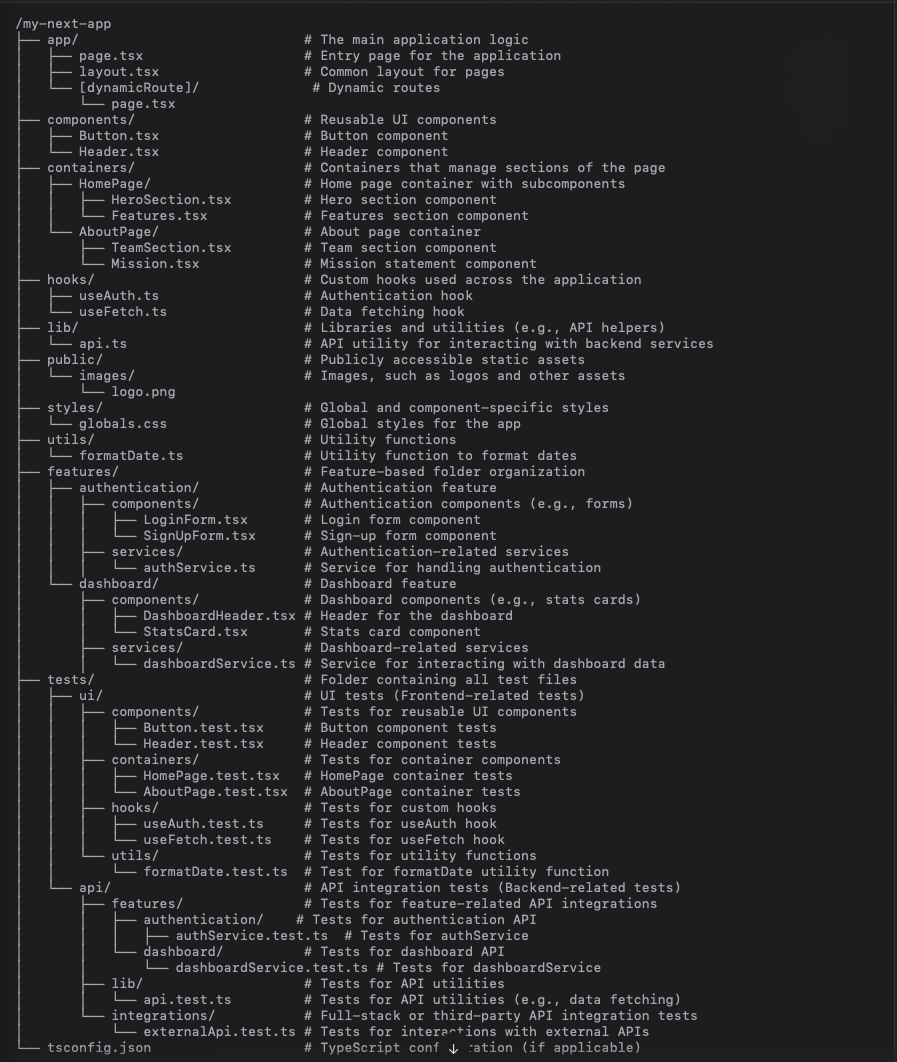 /my-next-app
├── app/                            # The main application logic
│   ├── page.tsx                    # Entry page for the application
│   ├── layout.tsx                  # Common layout for pages
│   └── [dynamicRoute]/              # Dynamic routes
│       └── page.tsx
├── components/                     # Reusable UI components
│   ├── Button.tsx                  # Button component
│   └── Header.tsx                  # Header component
├── containers/                     # Containers that manage sections of the page
│   ├── HomePage/                   # Home page container with subcomponents
│   │   ├── HeroSection.tsx         # Hero section component
│   │   └── Features.tsx            # Features section component
│   └── AboutPage/                  # About page container
│       ├── TeamSection.tsx         # Team section component
│       └── Mission.tsx             # Mission statement component
├── hooks/                          # Custom hooks used across the application
│   ├── useAuth.ts                  # Authentication hook
│   └── useFetch.ts                 # Data fetching hook
├── lib/                            # Libraries and utilities (e.g., API helpers)
│   └── api.ts                      # API utility for interacting with backend services
├── public/                         # Publicly accessible static assets
│   └── images/                     # Images, such as logos and other assets
│       └── logo.png
├── styles/                         # Global and component-specific styles
│   └── globals.css                 # Global styles for the app
├── utils/                          # Utility functions
│   └── formatDate.ts               # Utility function to format dates
├── features/                       # Feature-based folder organization
│   ├── authentication/             # Authentication feature
│   │   ├── components/             # Authentication components (e.g., forms)
│   │   │   ├── LoginForm.tsx       # Login form component
│   │   │   └── SignUpForm.tsx      # Sign-up form component
│   │   ├── services/               # Authentication-related services
│   │   │   └── authService.ts      # Service for handling authentication
│   └── dashboard/                  # Dashboard feature
│       ├── components/             # Dashboard components (e.g., stats cards)
│       │   ├── DashboardHeader.tsx # Header for the dashboard
│       │   └── StatsCard.tsx       # Stats card component
│       ├── services/               # Dashboard-related services
│       │   └── dashboardService.ts # Service for interacting with dashboard data
├── tests/                          # Folder containing all test files
│   ├── ui/                         # UI tests (Frontend-related tests)
│   │   ├── components/             # Tests for reusable UI components
│   │   │   ├── Button.test.tsx     # Button component tests
│   │   │   └── Header.test.tsx     # Header component tests
│   │   ├── containers/             # Tests for container components
│   │   │   ├── HomePage.test.tsx   # HomePage container tests
│   │   │   └── AboutPage.test.tsx  # AboutPage container tests
│   │   ├── hooks/                  # Tests for custom hooks
│   │   │   ├── useAuth.test.ts     # Tests for useAuth hook
│   │   │   └── useFetch.test.ts    # Tests for useFetch hook
│   │   └── utils/                  # Tests for utility functions
│   │       └── formatDate.test.ts  # Test for formatDate utility function
│   └── api/                        # API integration tests (Backend-related tests)
│       ├── features/               # Tests for feature-related API integrations
│       │   ├── authentication/    # Tests for authentication API
│       │   │   ├── authService.test.ts  # Tests for authService
│       │   └── dashboard/          # Tests for dashboard API
│       │       └── dashboardService.test.ts # Tests for dashboardService
│       ├── lib/                    # Tests for API utilities
│       │   └── api.test.ts         # Tests for API utilities (e.g., data fetching)
│       └── integrations/           # Full-stack or third-party API integration tests
│           └── externalApi.test.ts # Tests for interactions with external APIs
└── tsconfig.json                   # TypeScript (if applicable)